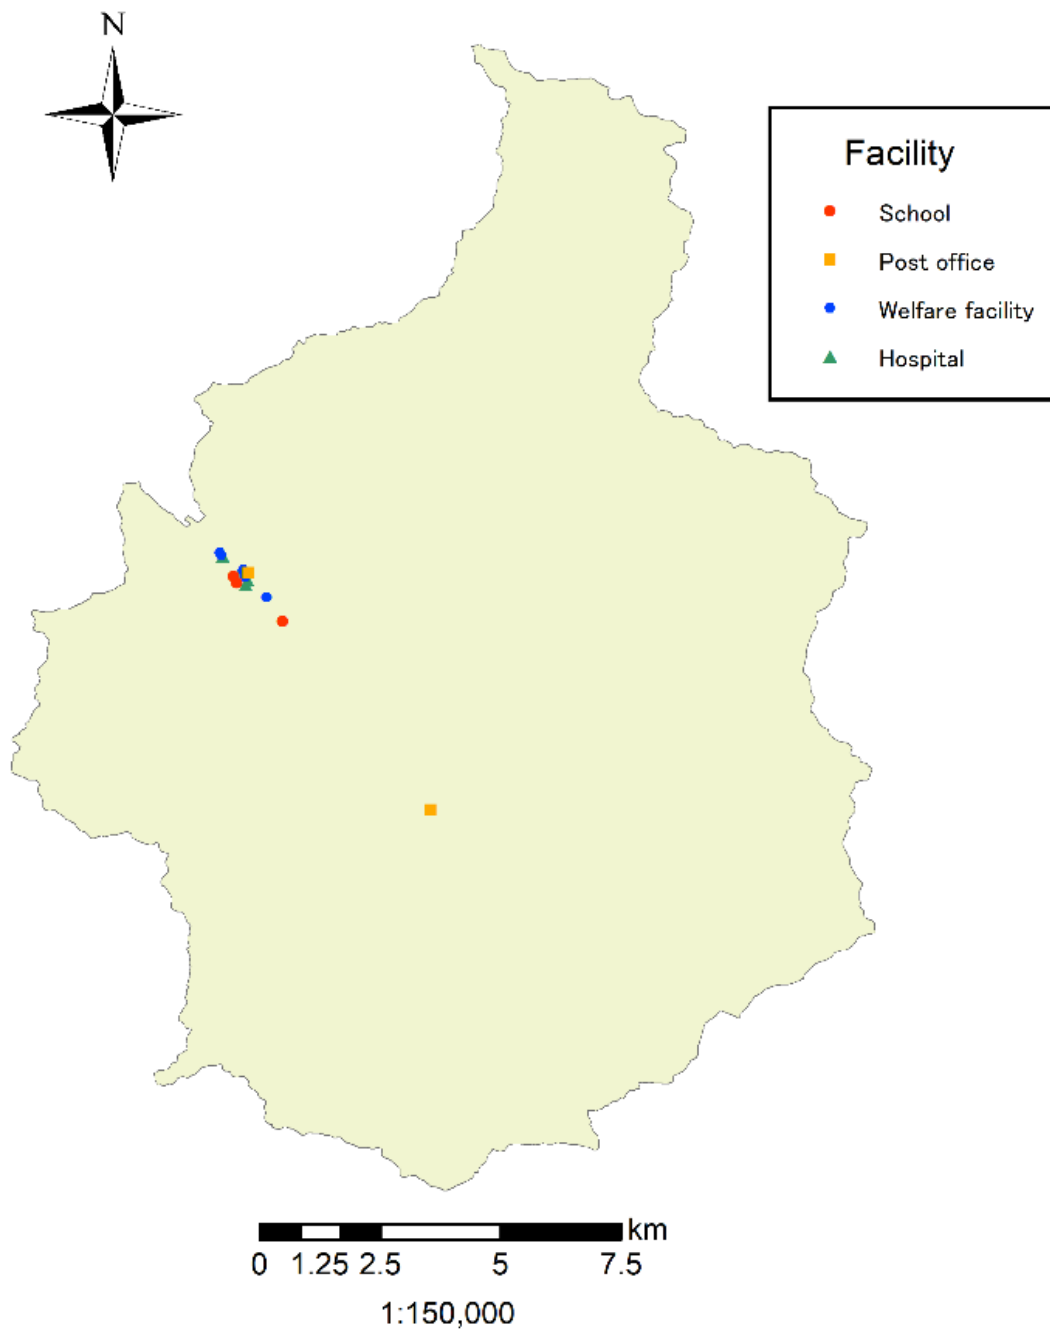 N
Facility
School
Post office
Welfare facility
Hospital
km
0 1.25 2.5 5 7.5
1:150,000